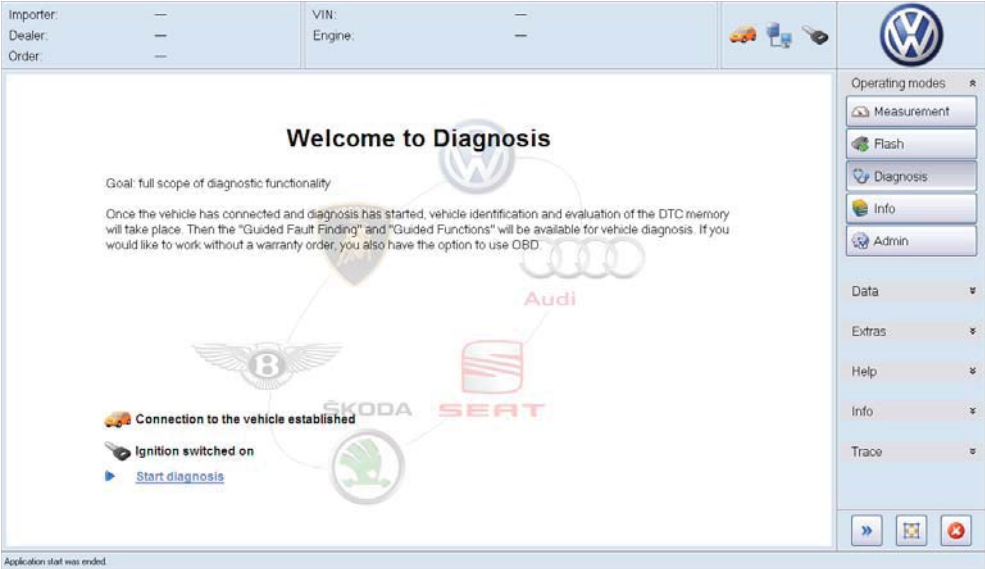 Importer: —
Dealer: —
Order: —
VIN: —
Engine: —
Welcome to Diagnosis
Goal: full scope of diagnostic functionality
Once the vehicle has connected and diagnosis has started, vehicle identification and evaluation of the DTC memory
will take place. Then the "Guided Fault Finding" and "Guided Functions" will be available for vehicle diagnosis. If you
would like to work without a warranty order, you also have the option to use OBD.
Audi
B
ŠKODA
SEAT
Connection to the vehicle established
Ignition switched on
Start diagnosis
Operating modes
Measurement
Flash
Diagnosis
Info
Admin
Data
Extras
Help
Info
Trace
Application start was ended.